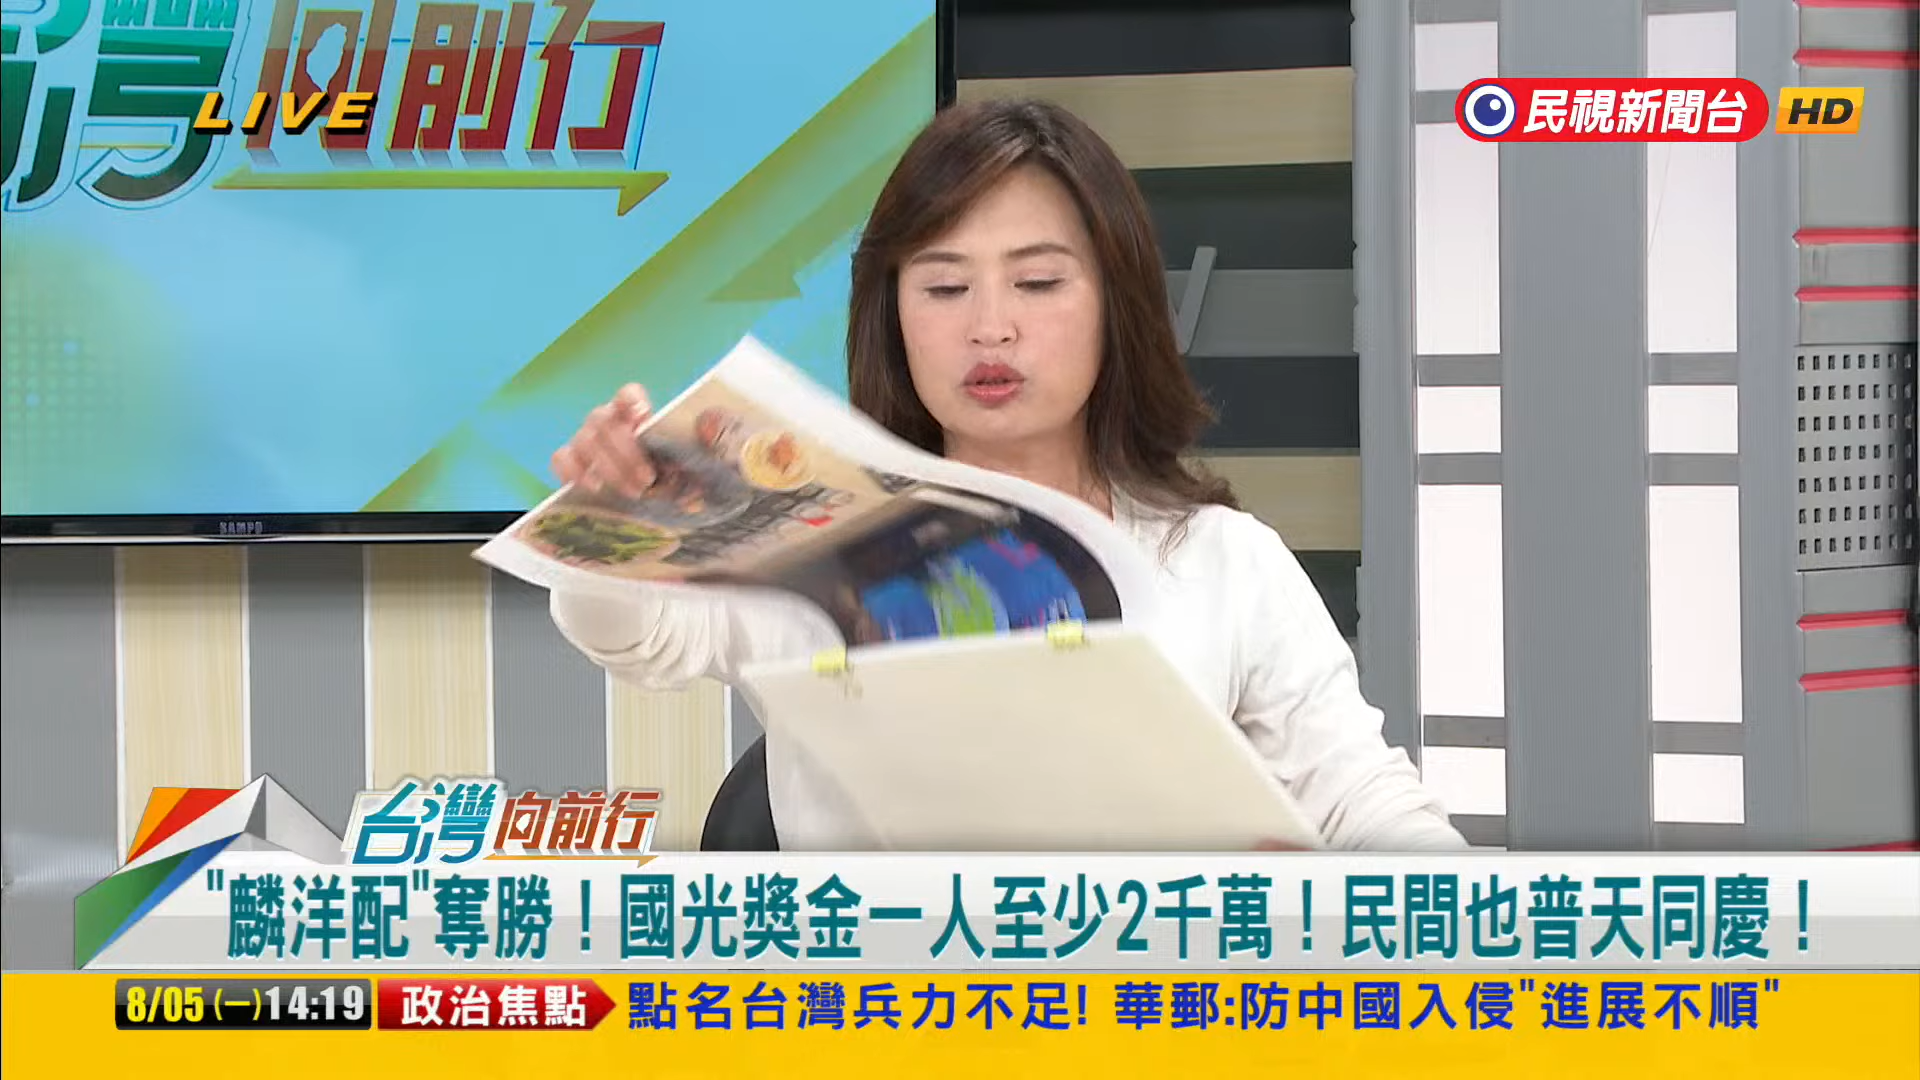 台灣向前行
LIVE
民視新聞台 HD
SAMPO
台灣向前行
"麟洋配"奪勝！國光獎金一人至少2千萬！民間也普天同慶！
8/05(一)14:19 政治焦點 點名台灣兵力不足! 華郵:防中國入侵"進展不順"